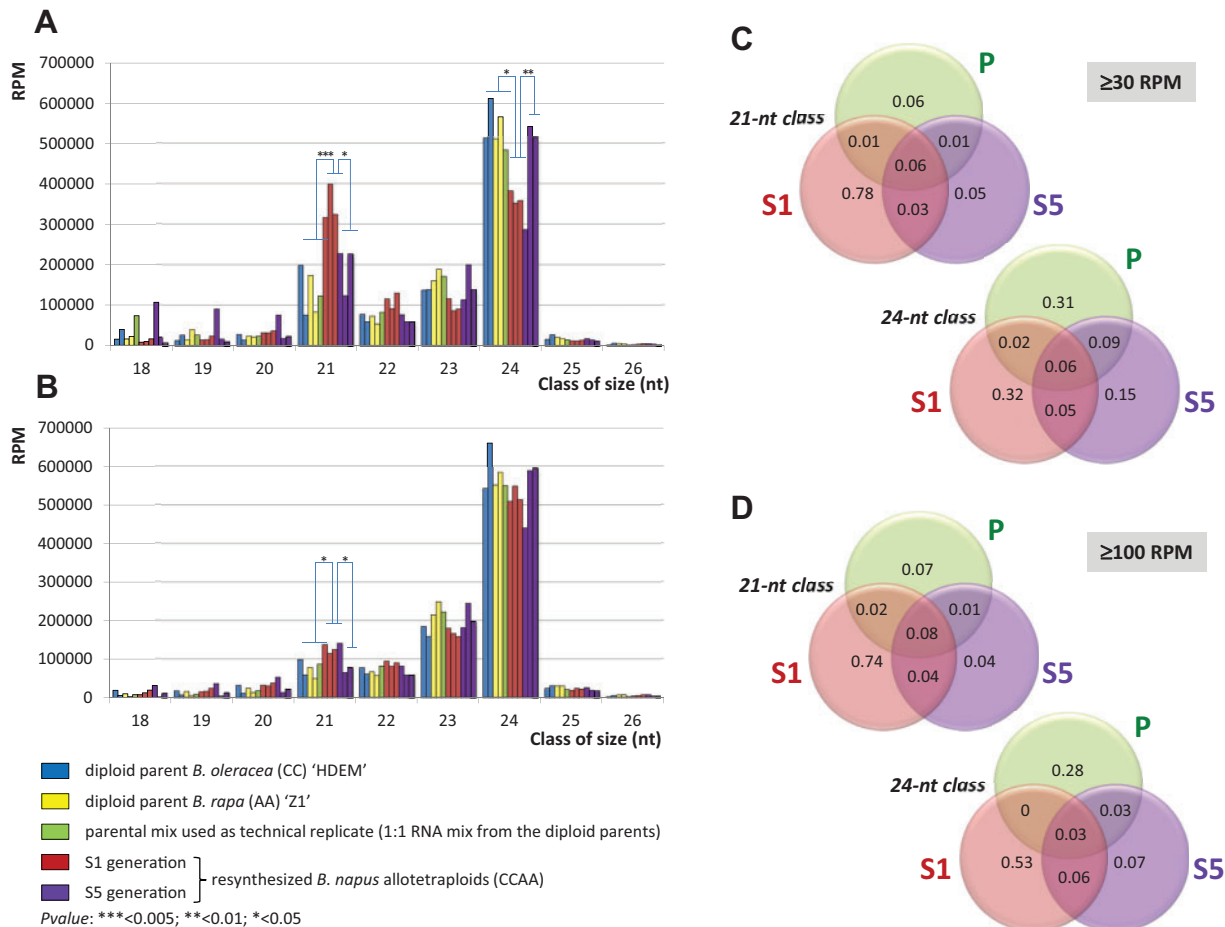 A
RPM
700000
600000
500000
400000
300000
200000
100000
0
*** * * **
18 19 20 21 22 23 24 25 26
Class of size (nt)
B
RPM
700000
600000
500000
400000
300000
200000
100000
0
* *
18 19 20 21 22 23 24 25 26
Class of size (nt)
diploid parent B. oleracea (CC) ‘HDEM’
diploid parent B. rapa (AA) ‘Z1’
parental mix used as technical replicate (1:1 RNA mix from the diploid parents)
S1 generation
S5 generation
resynthesized B. napus allotetraploids (CCAA)
Pvalue: ***<0.005; **<0.01; *<0.05
C
≥30 RPM
21-nt class
P
0.06
0.01 0.01
0.06
S1 0.78 0.05 S5
0.03
24-nt class
P
0.31
0.02 0.09
0.06
S1 0.32 0.15 S5
0.05
D
≥100 RPM
21-nt class
P
0.07
0.02 0.01
0.08
S1 0.74 0.04 S5
0.04
24-nt class
P
0.28
0 0.03
0.03
S1 0.53 0.07 S5
0.06